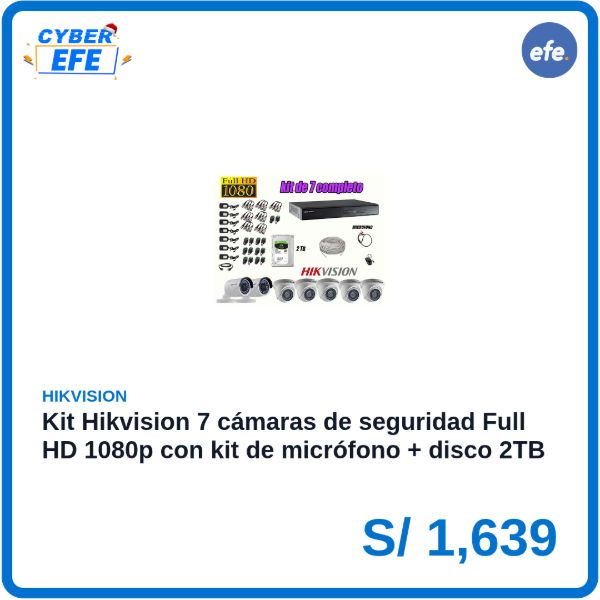 CYBER
EFE
efe.
Full HD
1080
kit de 7 completo
MICROFONO
2 TB
HIKVISION
HIKVISION
Kit Hikvision 7 cámaras de seguridad Full
HD 1080p con kit de micrófono + disco 2TB
S/ 1,639